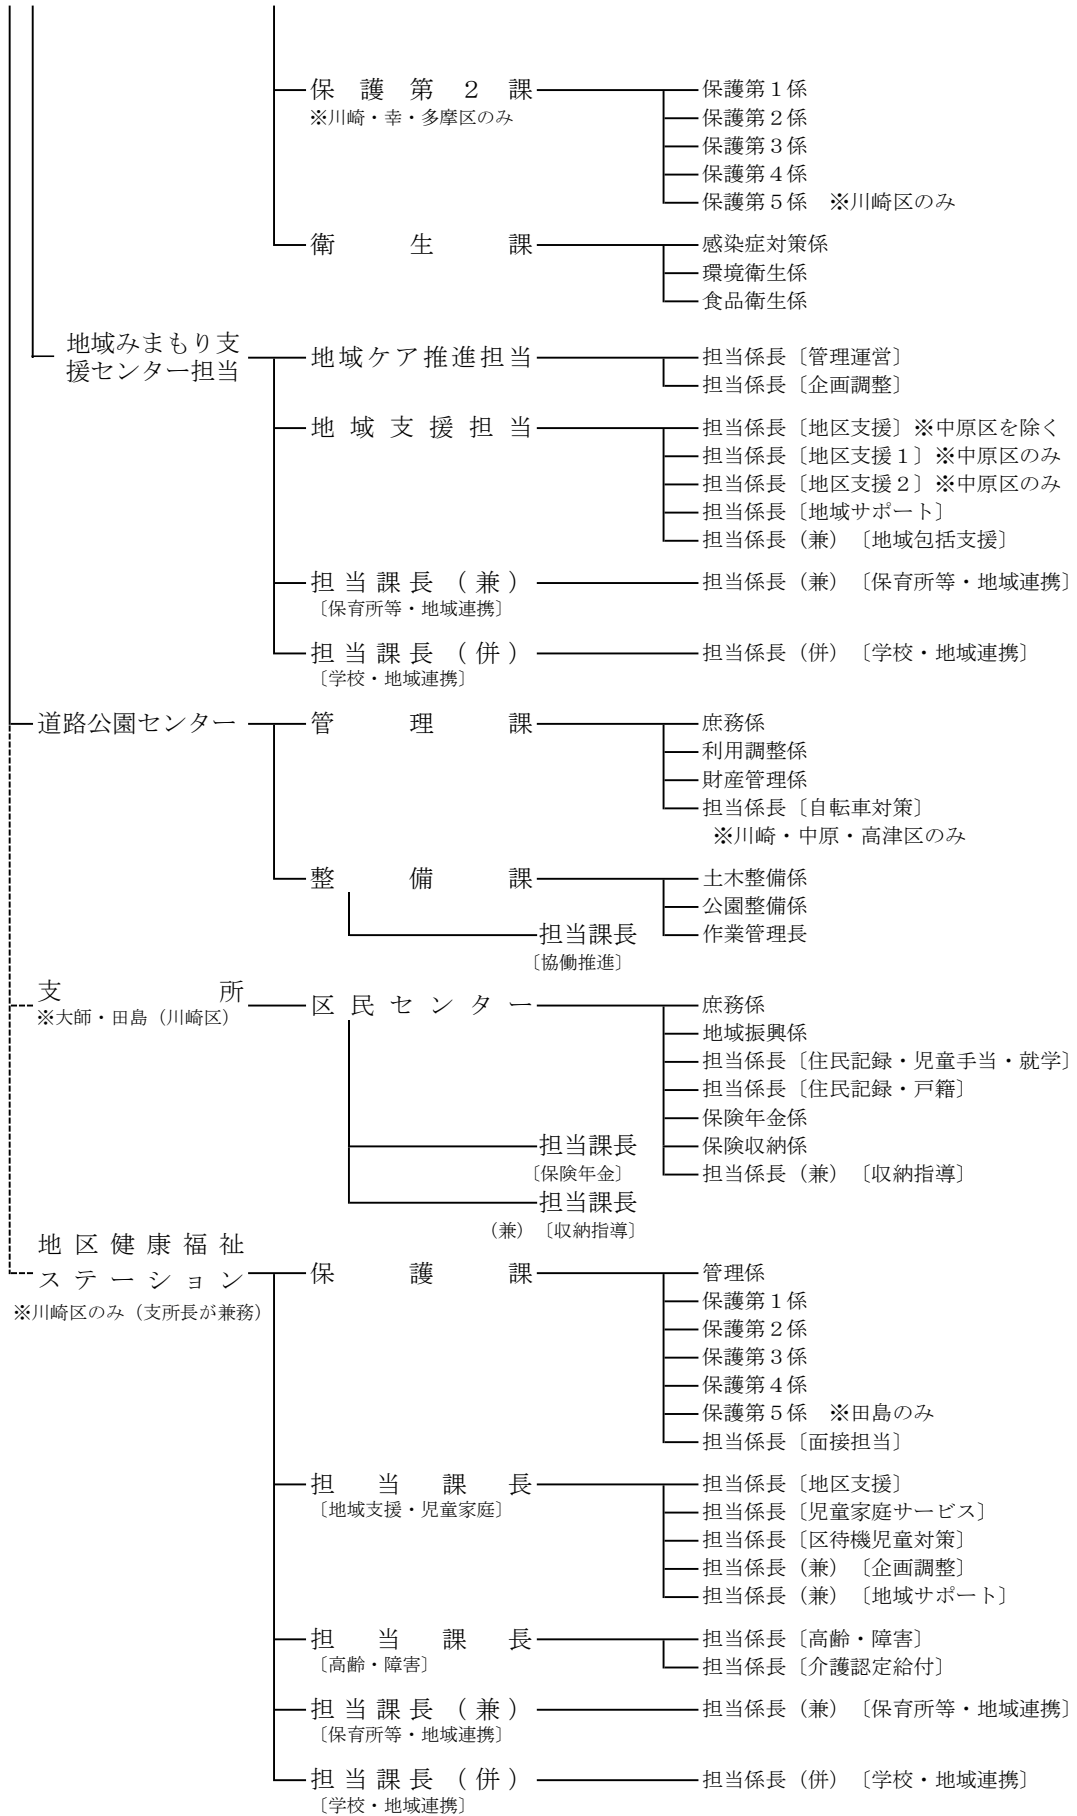 保護第２課
※川崎・幸・多摩区のみ
保護第１係
保護第２係
保護第３係
保護第４係
保護第５係　※川崎区のみ
衛生課
感染症対策係
環境衛生係
食品衛生係
地域みまもり支
援センター担当
地域ケア推進担当
担当係長〔管理運営〕
担当係長〔企画調整〕
地域支援担当
担当係長〔地区支援〕※中原区を除く
担当係長〔地区支援１〕※中原区のみ
担当係長〔地区支援２〕※中原区のみ
担当係長〔地域サポート〕
担当係長（兼）〔地域包括支援〕
担当課長（兼）
〔保育所等・地域連携〕
担当係長（兼）〔保育所等・地域連携〕
担当課長（併）
〔学校・地域連携〕
担当係長（併）〔学校・地域連携〕
道路公園センター
管理課
庶務係
利用調整係
財産管理係
担当係長〔自転車対策〕
※川崎・中原・高津区のみ
整備課
土木整備係
公園整備係
作業管理長
担当課長
〔協働推進〕
支所
※大師・田島（川崎区）
区民センター
庶務係
地域振興係
担当係長〔住民記録・児童手当・就学〕
担当係長〔住民記録・戸籍〕
保険年金係
保険収納係
担当係長（兼）〔収納指導〕
担当課長
〔保険年金〕
担当課長
（兼）〔収納指導〕
地区健康福祉
ステーション
※川崎区のみ（支所長が兼務）
保護課
管理係
保護第１係
保護第２係
保護第３係
保護第４係
保護第５係　※田島のみ
担当係長〔面接担当〕
担当課長
〔地域支援・児童家庭〕
担当係長〔地区支援〕
担当係長〔児童家庭サービス〕
担当係長〔区待機児童対策〕
担当係長（兼）〔企画調整〕
担当係長（兼）〔地域サポート〕
担当課長
〔高齢・障害〕
担当係長〔高齢・障害〕
担当係長〔介護認定給付〕
担当課長（兼）
〔保育所等・地域連携〕
担当係長（兼）〔保育所等・地域連携〕
担当課長（併）
〔学校・地域連携〕
担当係長（併）〔学校・地域連携〕